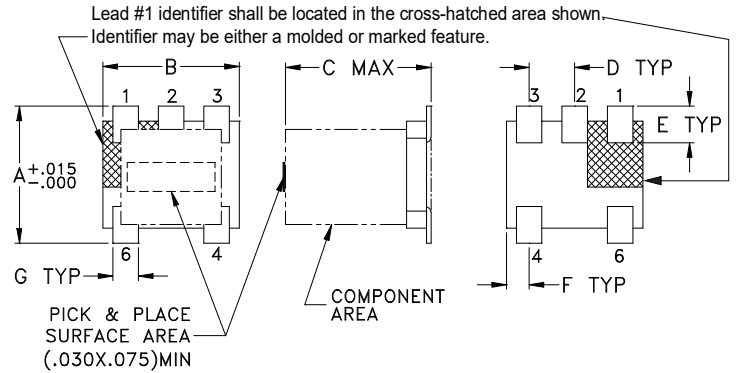 Lead #1 identifier shall be located in the cross-hatched area shown.
Identifier may be either a molded or marked feature.
B
C MAX
D TYP
1 2 3
3 2 1
E TYP
A+.015
-.000
6 4
4 6
G TYP
F TYP
PICK & PLACE
SURFACE AREA
(.030X.075)MIN
COMPONENT
AREA